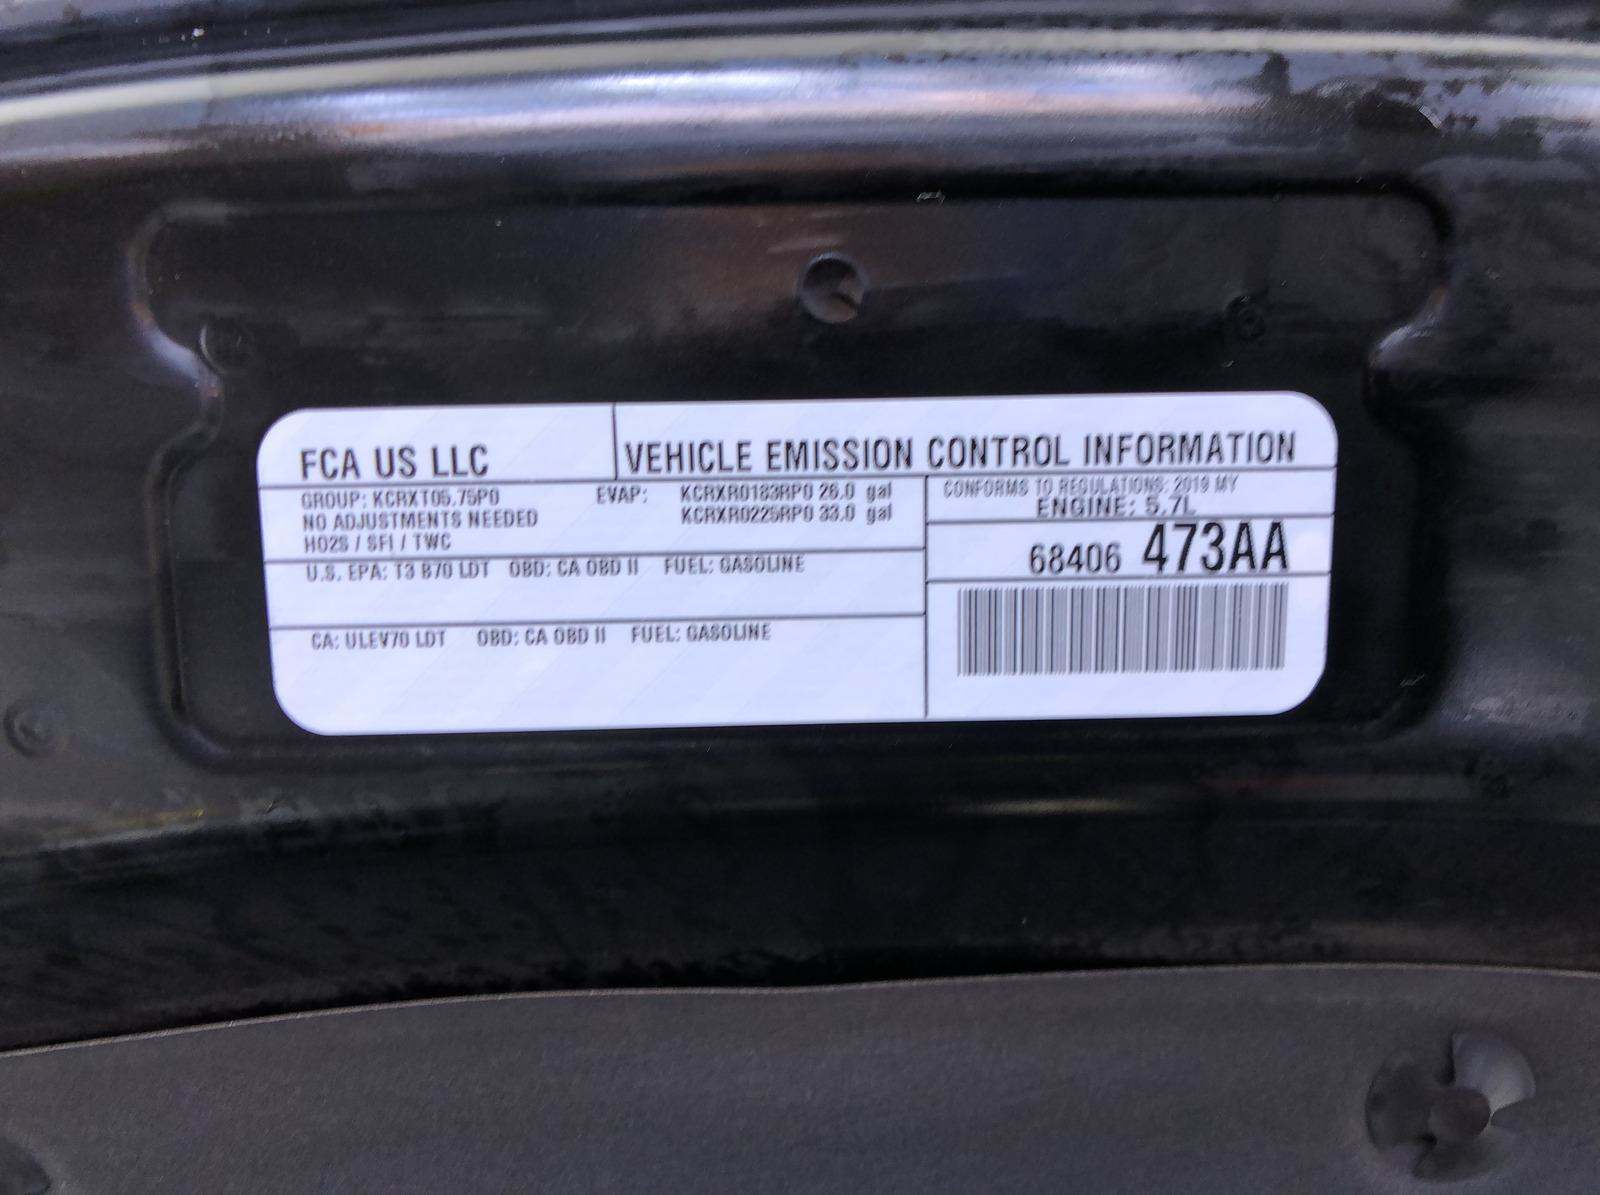 FCA US LLC
VEHICLE EMISSION CONTROL INFORMATION
GROUP: KCRXT05.75P0
NO ADJUSTMENTS NEEDED
HO2S / SFI / TWC
EVAP: KCRXR0183RP0 26.0 gal
KCRXR0225RP0 33.0 gal
CONFORMS TO REGULATIONS: 2019 MY
ENGINE: 5.7L
68406 473AA
U.S. EPA: T3 B70 LDT OBD: CA OBD II FUEL: GASOLINE
CA: ULEV70 LDT OBD: CA OBD II FUEL: GASOLINE